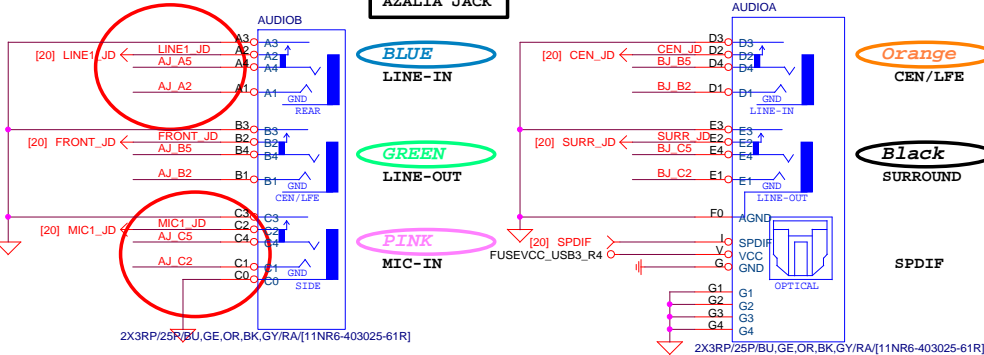 AZALIA JACK
AUDIOB
AUDIOA
A3 A3
[20] LINE1_JD LINE1_JD A2 A2
AJ_A5 A4 A4
AJ_A2 A1 A1
GND
REAR
BLUE
LINE-IN
B3 B3
[20] FRONT_JD FRONT_JD B2 B2
AJ_B5 B4 B4
AJ_B2 B1 B1
GND
CEN/LFE
GREEN
LINE-OUT
C3 C3
[20] MIC1_JD MIC1_JD C2 C2
AJ_C5 C4 C4
AJ_C2 C1 C1
GND
C0 C0
SIDE
PINK
MIC-IN
2X3RP/25P/BU,GE,OR,BK,GY/RA/[11NR6-403025-61R]
D3 D3
[20] CEN_JD CEN_JD D2 D2
BJ_B5 D4 D4
BJ_B2 D1 D1
GND
LINE-IN
Orange
CEN/LFE
E3 E3
[20] SURR_JD SURR_JD E2 E2
BJ_C5 E4 E4
BJ_C2 E1 E1
GND
LINE-OUT
Black
SURROUND
F0 AGND
[20] SPDIF I SPDIF
FUSEVCC_USB3_R4 V VCC
G GND
OPTICAL
SPDIF
G1 G1
G2 G2
G3 G3
G4 G4
2X3RP/25P/BU,GE,OR,BK,GY/RA/[11NR6-403025-61R]